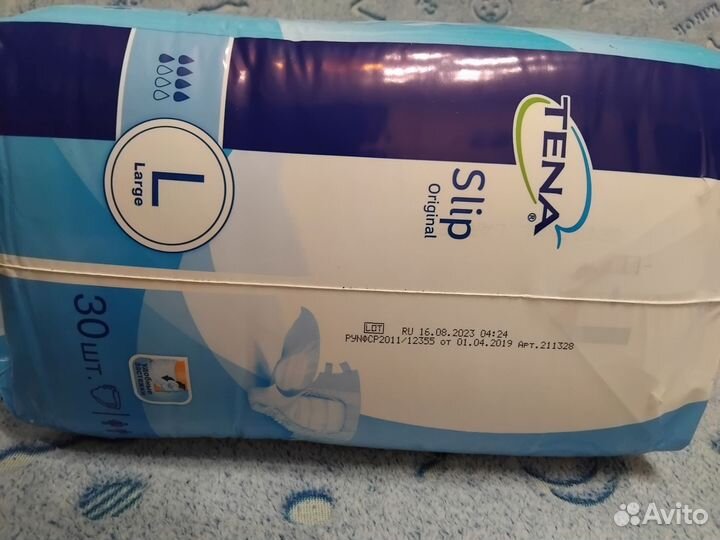 TENA®
Slip
Original
L
Large
30 шт.
LOT RU 16.08.2023 04:24
РУ№ФСР2011/12355 от 01.04.2019 Арт.211328
Avito